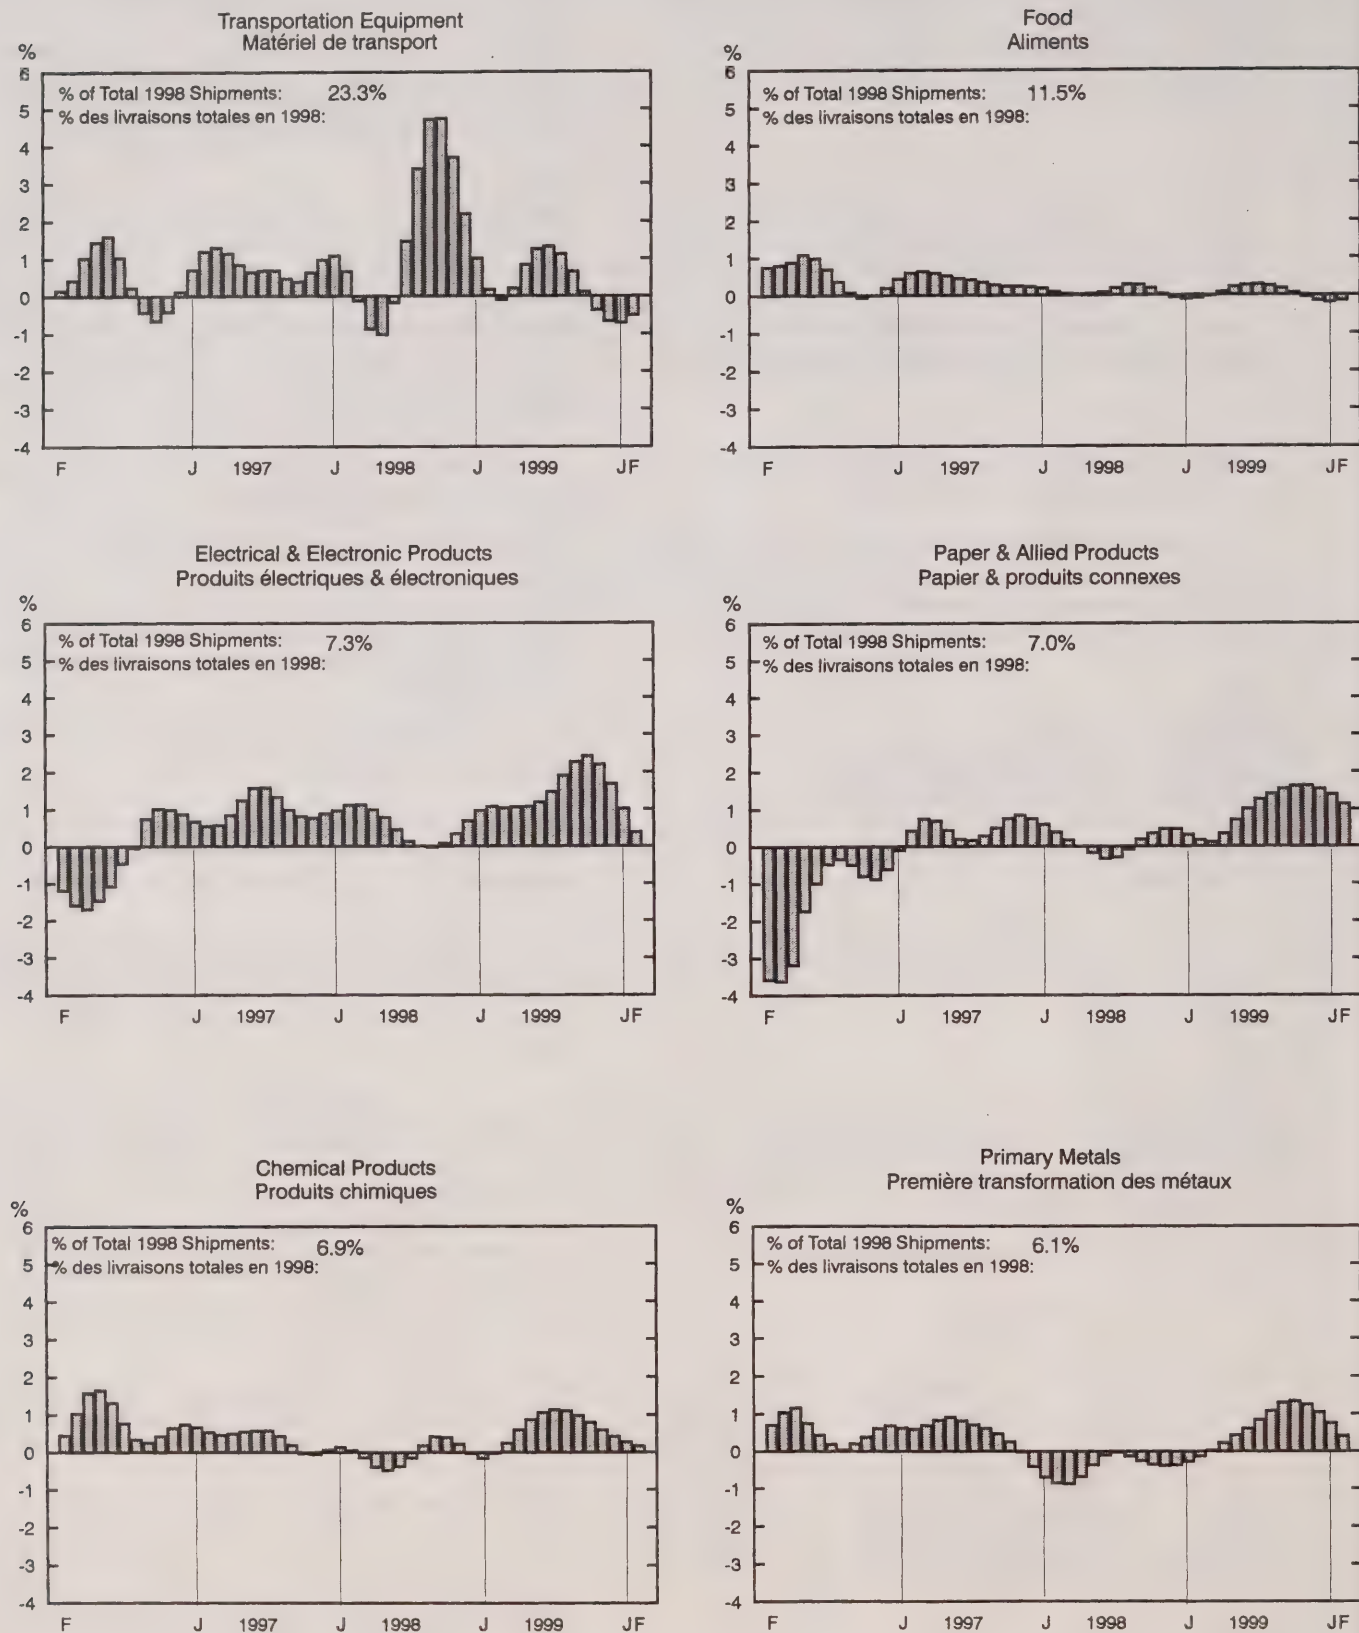 Transportation Equipment
Matériel de transport
%
6
% of Total 1998 Shipments: 23.3%
% des livraisons totales en 1998:
5
4
3
2
1
0
-1
-2
-3
-4
F J 1997 J 1998 J 1999 JF
Food
Aliments
%
6
% of Total 1998 Shipments: 11.5%
% des livraisons totales en 1998:
5
4
3
2
1
0
-1
-2
-3
-4
F J 1997 J 1998 J 1999 JF
Electrical & Electronic Products
Produits électriques & électroniques
%
6
% of Total 1998 Shipments: 7.3%
% des livraisons totales en 1998:
5
4
3
2
1
0
-1
-2
-3
-4
F J 1997 J 1998 J 1999 JF
Paper & Allied Products
Papier & produits connexes
%
6
% of Total 1998 Shipments: 7.0%
% des livraisons totales en 1998:
5
4
3
2
1
0
-1
-2
-3
-4
F J 1997 J 1998 J 1999 JF
Chemical Products
Produits chimiques
%
6
% of Total 1998 Shipments: 6.9%
% des livraisons totales en 1998:
5
4
3
2
1
0
-1
-2
-3
-4
F J 1997 J 1998 J 1999 JF
Primary Metals
Première transformation des métaux
%
6
% of Total 1998 Shipments: 6.1%
% des livraisons totales en 1998:
5
4
3
2
1
0
-1
-2
-3
-4
F J 1997 J 1998 J 1999 JF